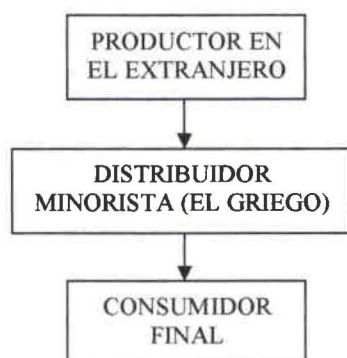 PRODUCTOR EN
EL EXTRANJERO
DISTRIBUIDOR
MINORISTA (EL GRIEGO)
CONSUMIDOR
FINAL